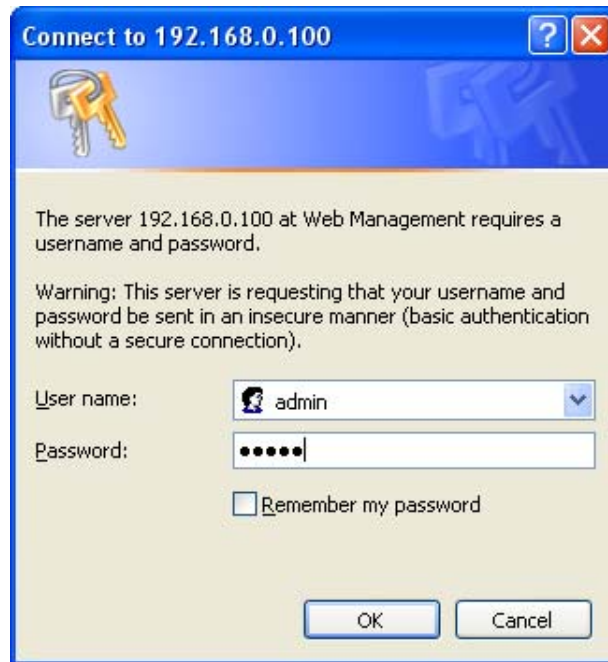 Connect to 192.168.0.100
The server 192.168.0.100 at Web Management requires a
username and password.
Warning: This server is requesting that your username and
password be sent in an insecure manner (basic authentication
without a secure connection).
User name:
admin
Password:
•••••
Remember my password
OK
Cancel